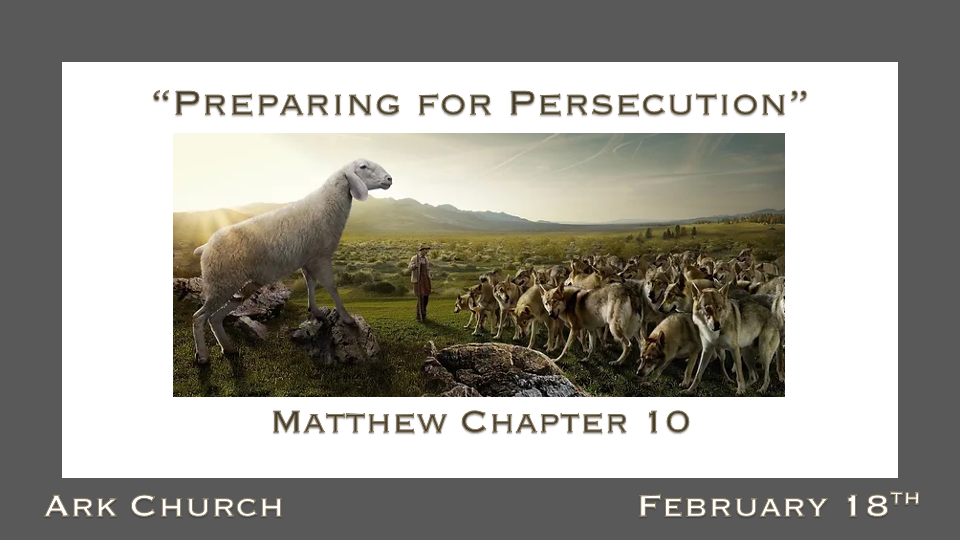 “Preparing for Persecution”
Matthew Chapter 10
Ark Church
February 18TH